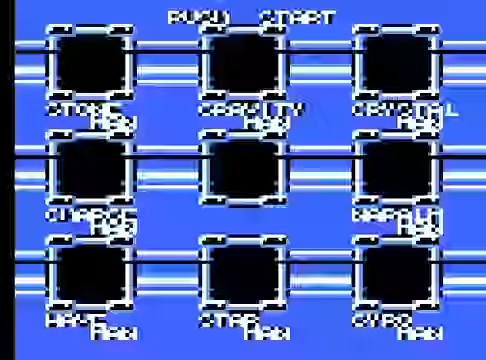 PUSH START
STONE MAN
GRAVITY MAN
CRYSTAL MAN
CHARGE MAN
NAPALM MAN
WAVE MAN
STAR MAN
GYRO MAN